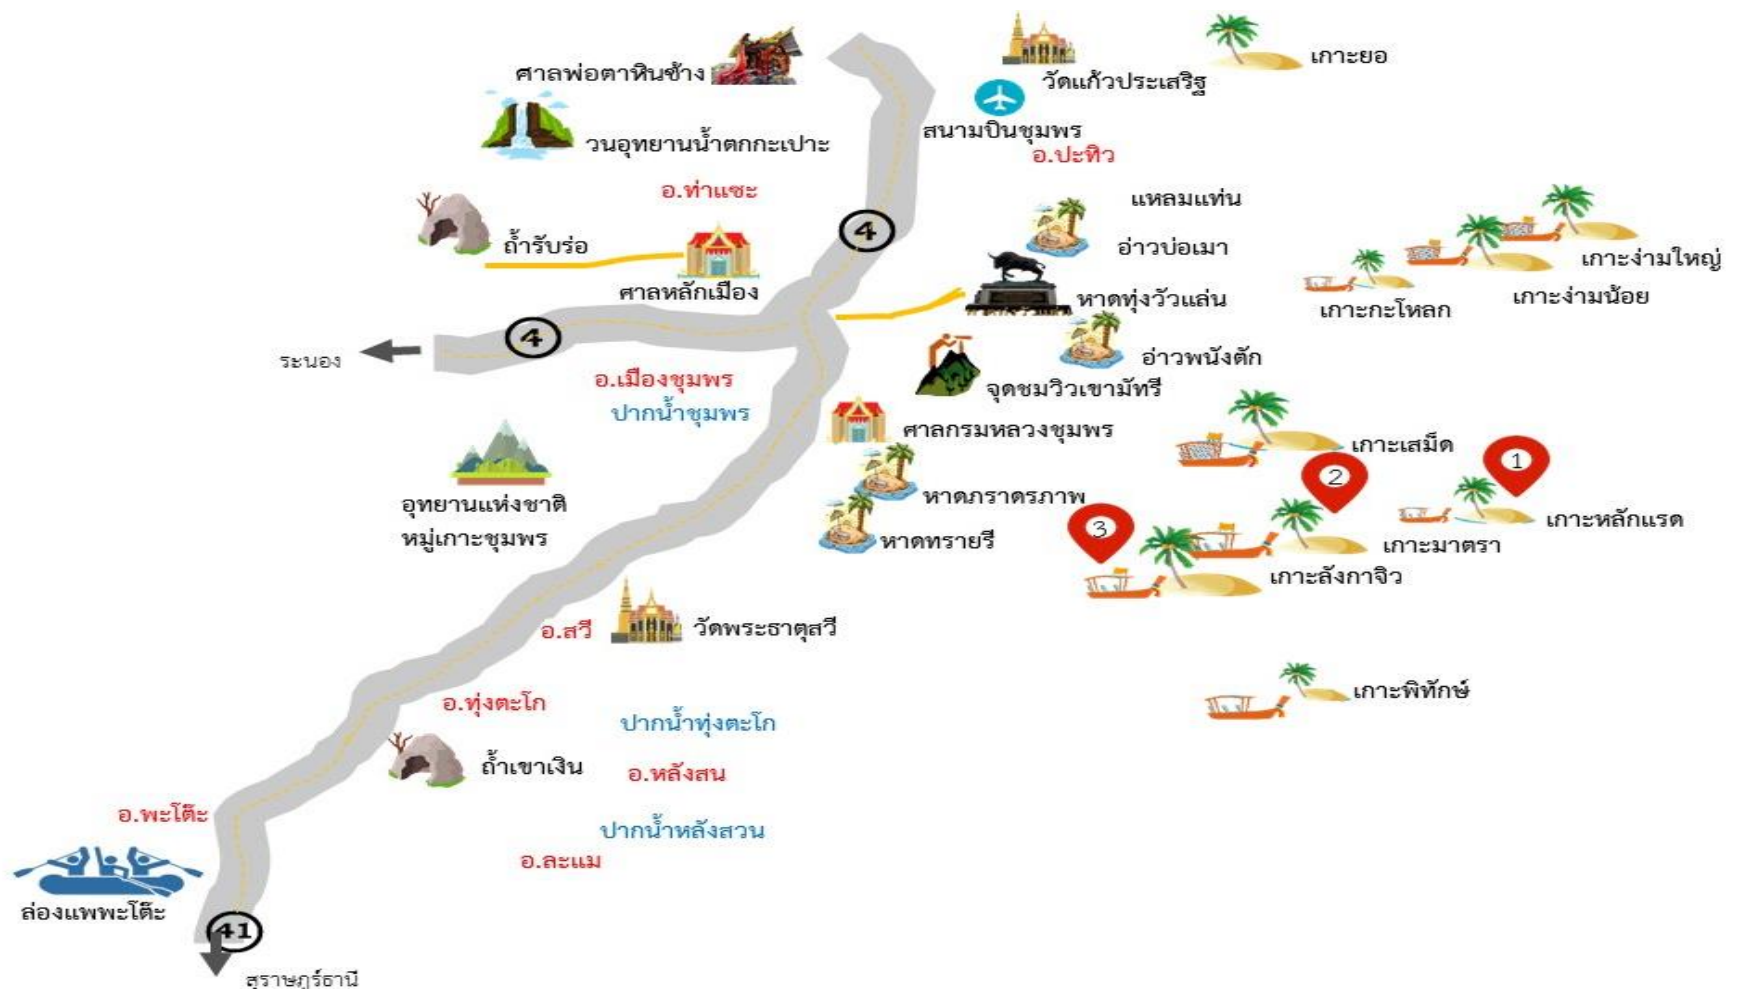 เกาะยอ
ศาลพ่อตาหินช้าง
วัดแก้วประเสริฐ
สนามบินชุมพร
วนอุทยานน้ำตกกะเปาะ
อ.ปะทิว
อ.ท่าแซะ
แหลมแท่น
4
ถ้ำรับร่อ
อ่าวบ่อเมา
เกาะง่ามใหญ่
ศาลหลักเมือง
หาดทุ่งวัวแล่น
เกาะง่ามน้อย
เกาะกะโหลก
4
ระนอง
อ่าวพนังตัก
อ.เมืองชุมพร
จุดชมวิวเขามัทรี
ปากน้ำชุมพร
ศาลกรมหลวงชุมพร
เกาะเสม็ด
1
2
อุทยานแห่งชาติ
หมู่เกาะชุมพร
หาดภราดรภาพ
เกาะหลักแรด
3
หาดทรายรี
เกาะมาตรา
เกาะลังกาจิว
อ.สวี
วัดพระธาตุสวี
เกาะพิทักษ์
อ.ทุ่งตะโก
ปากน้ำทุ่งตะโก
ถ้ำเขาเงิน
อ.หลังสน
อ.พะโต๊ะ
ปากน้ำหลังสวน
อ.ละแม
ล่องแพพะโต๊ะ
41
สุราษฎร์ธานี